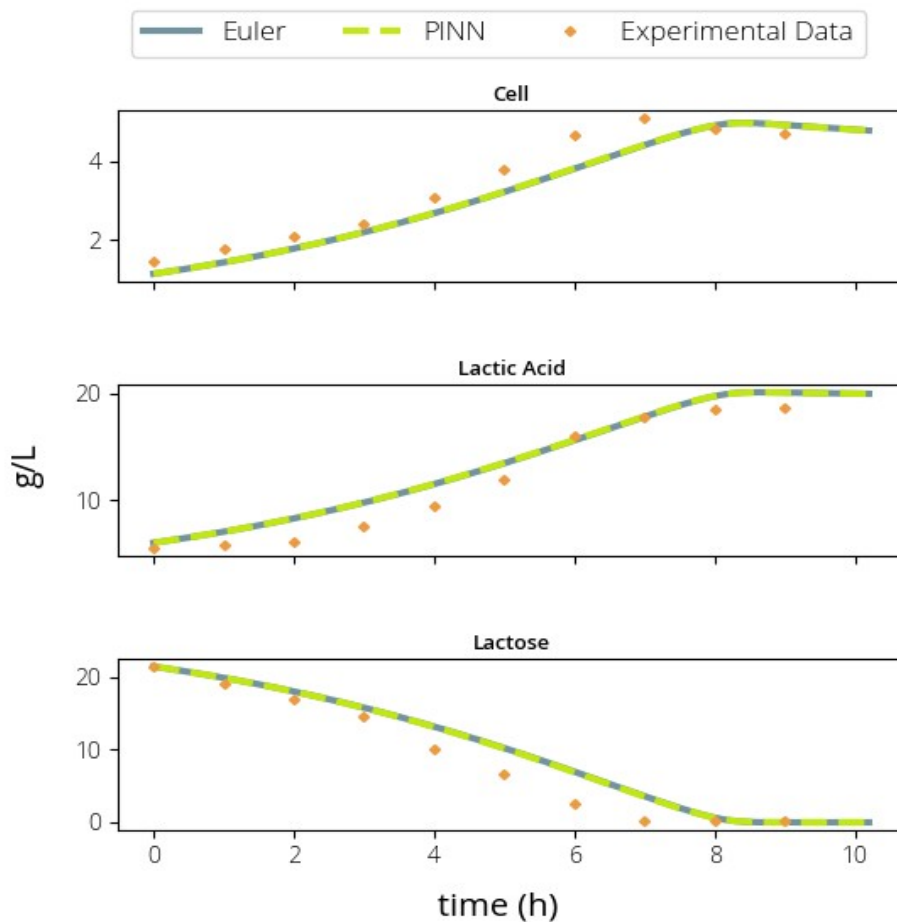 Euler PINN Experimental Data
Cell
4
2
Lactic Acid
20
10
g/L
Lactose
20
10
0
0 2 4 6 8 10
time (h)